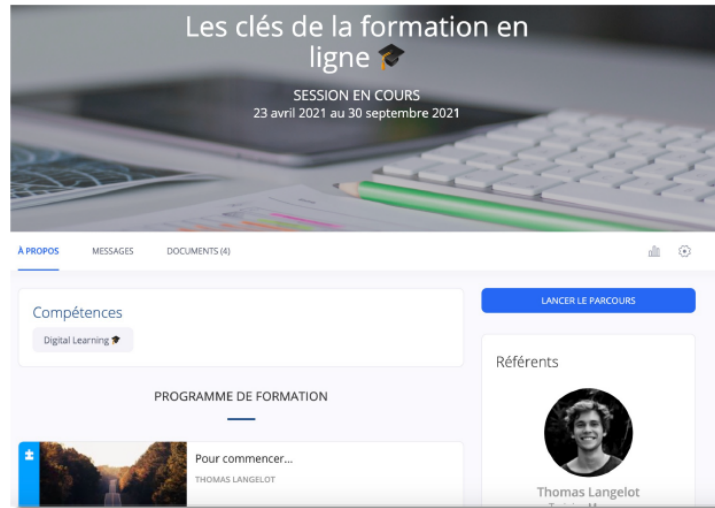 Les clés de la formation en
ligne
SESSION EN COURS
23 avril 2021 au 30 septembre 2021
À PROPOS
MESSAGES
DOCUMENTS (4)
Compétences
Digital Learning
LANCER LE PARCOURS
Référents
PROGRAMME DE FORMATION
Pour commencer...
THOMAS LANGELOT
Thomas Langelot